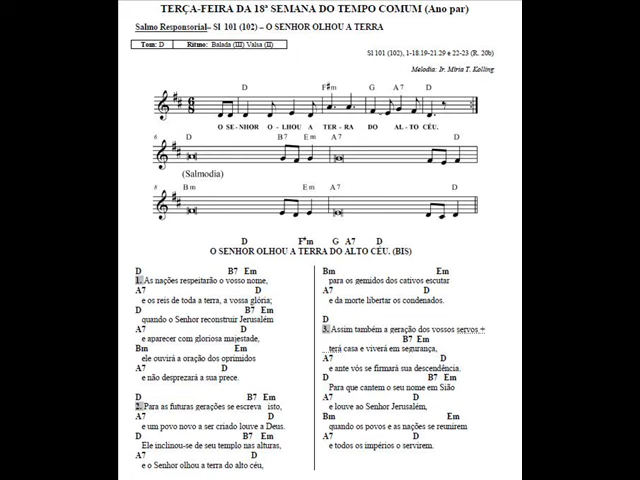 TERÇA-FEIRA DA 18ª SEMANA DO TEMPO COMUM (Ano par)
Salmo Responsorial– Sl 101 (102) – O SENHOR OLHOU A TERRA
Tom: D Ritmo: Balada (III) Valsa (II)
Sl 101 (102), 1-18.19-21.29 e 22-23 (R. 20b)
Melodia: Ir. Miria T. Kolling
D F#m G A7 D
O SE-NHOR O-LHOU A TER-RA DO AL-TO CÉU.
6 D B7 Em A7 D
(Salmodia)
8 Bm Em A7 D
D F#m G A7 D
O SENHOR OLHOU A TERRA DO ALTO CÉU. (BIS)
D B7 Em
1. As nações respeitarão o vosso nome,
A7 D
e os reis de toda a terra, a vossa glória;
D B7 Em
quando o Senhor reconstruir Jerusalém
A7 D
e aparecer com gloriosa majestade,
Bm Em
ele ouvirá a oração dos oprimidos
A7 D
e não desprezará a sua prece.
D B7 Em
2. Para as futuras gerações se escreva isto,
A7 D
e um povo novo a ser criado louve a Deus.
D B7 Em
Ele inclinou-se de seu templo nas alturas,
A7 D
e o Senhor olhou a terra do alto céu,
Bm Em
para os gemidos dos cativos escutar
A7 D
e da morte libertar os condenados.
D
3. Assim também a geração dos vossos servos +
B7 Em
terá casa e viverá em segurança,
A7 D
e ante vós se firmará sua descendência.
D B7 Em
Para que cantem o seu nome em Sião
A7 D
e louve ao Senhor Jerusalém,
Bm Em
quando os povos e as nações se reunirem
A7 D
e todos os impérios o servirem.